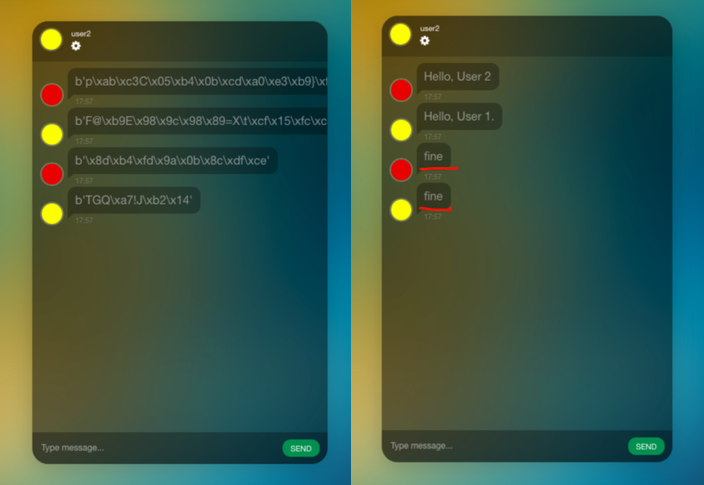 user2
b'p\xab\xc3C\x05\xb4\x0b\xcd\xa0\xe3\xb9}\xf
17:57
b'F@\xb9E\x98\x9c\x98\x89=X\t\xcf\x15\xfc\xc
17:57
b'\x8d\xb4\xfd\x9a\x0b\x8c\xdf\xce'
17:57
b'TGQ\xa7!J\xb2\x14'
17:57
Type message...
SEND
user2
Hello, User 2
17:57
Hello, User 1.
17:57
fine
17:57
fine
17:57
Type message...
SEND